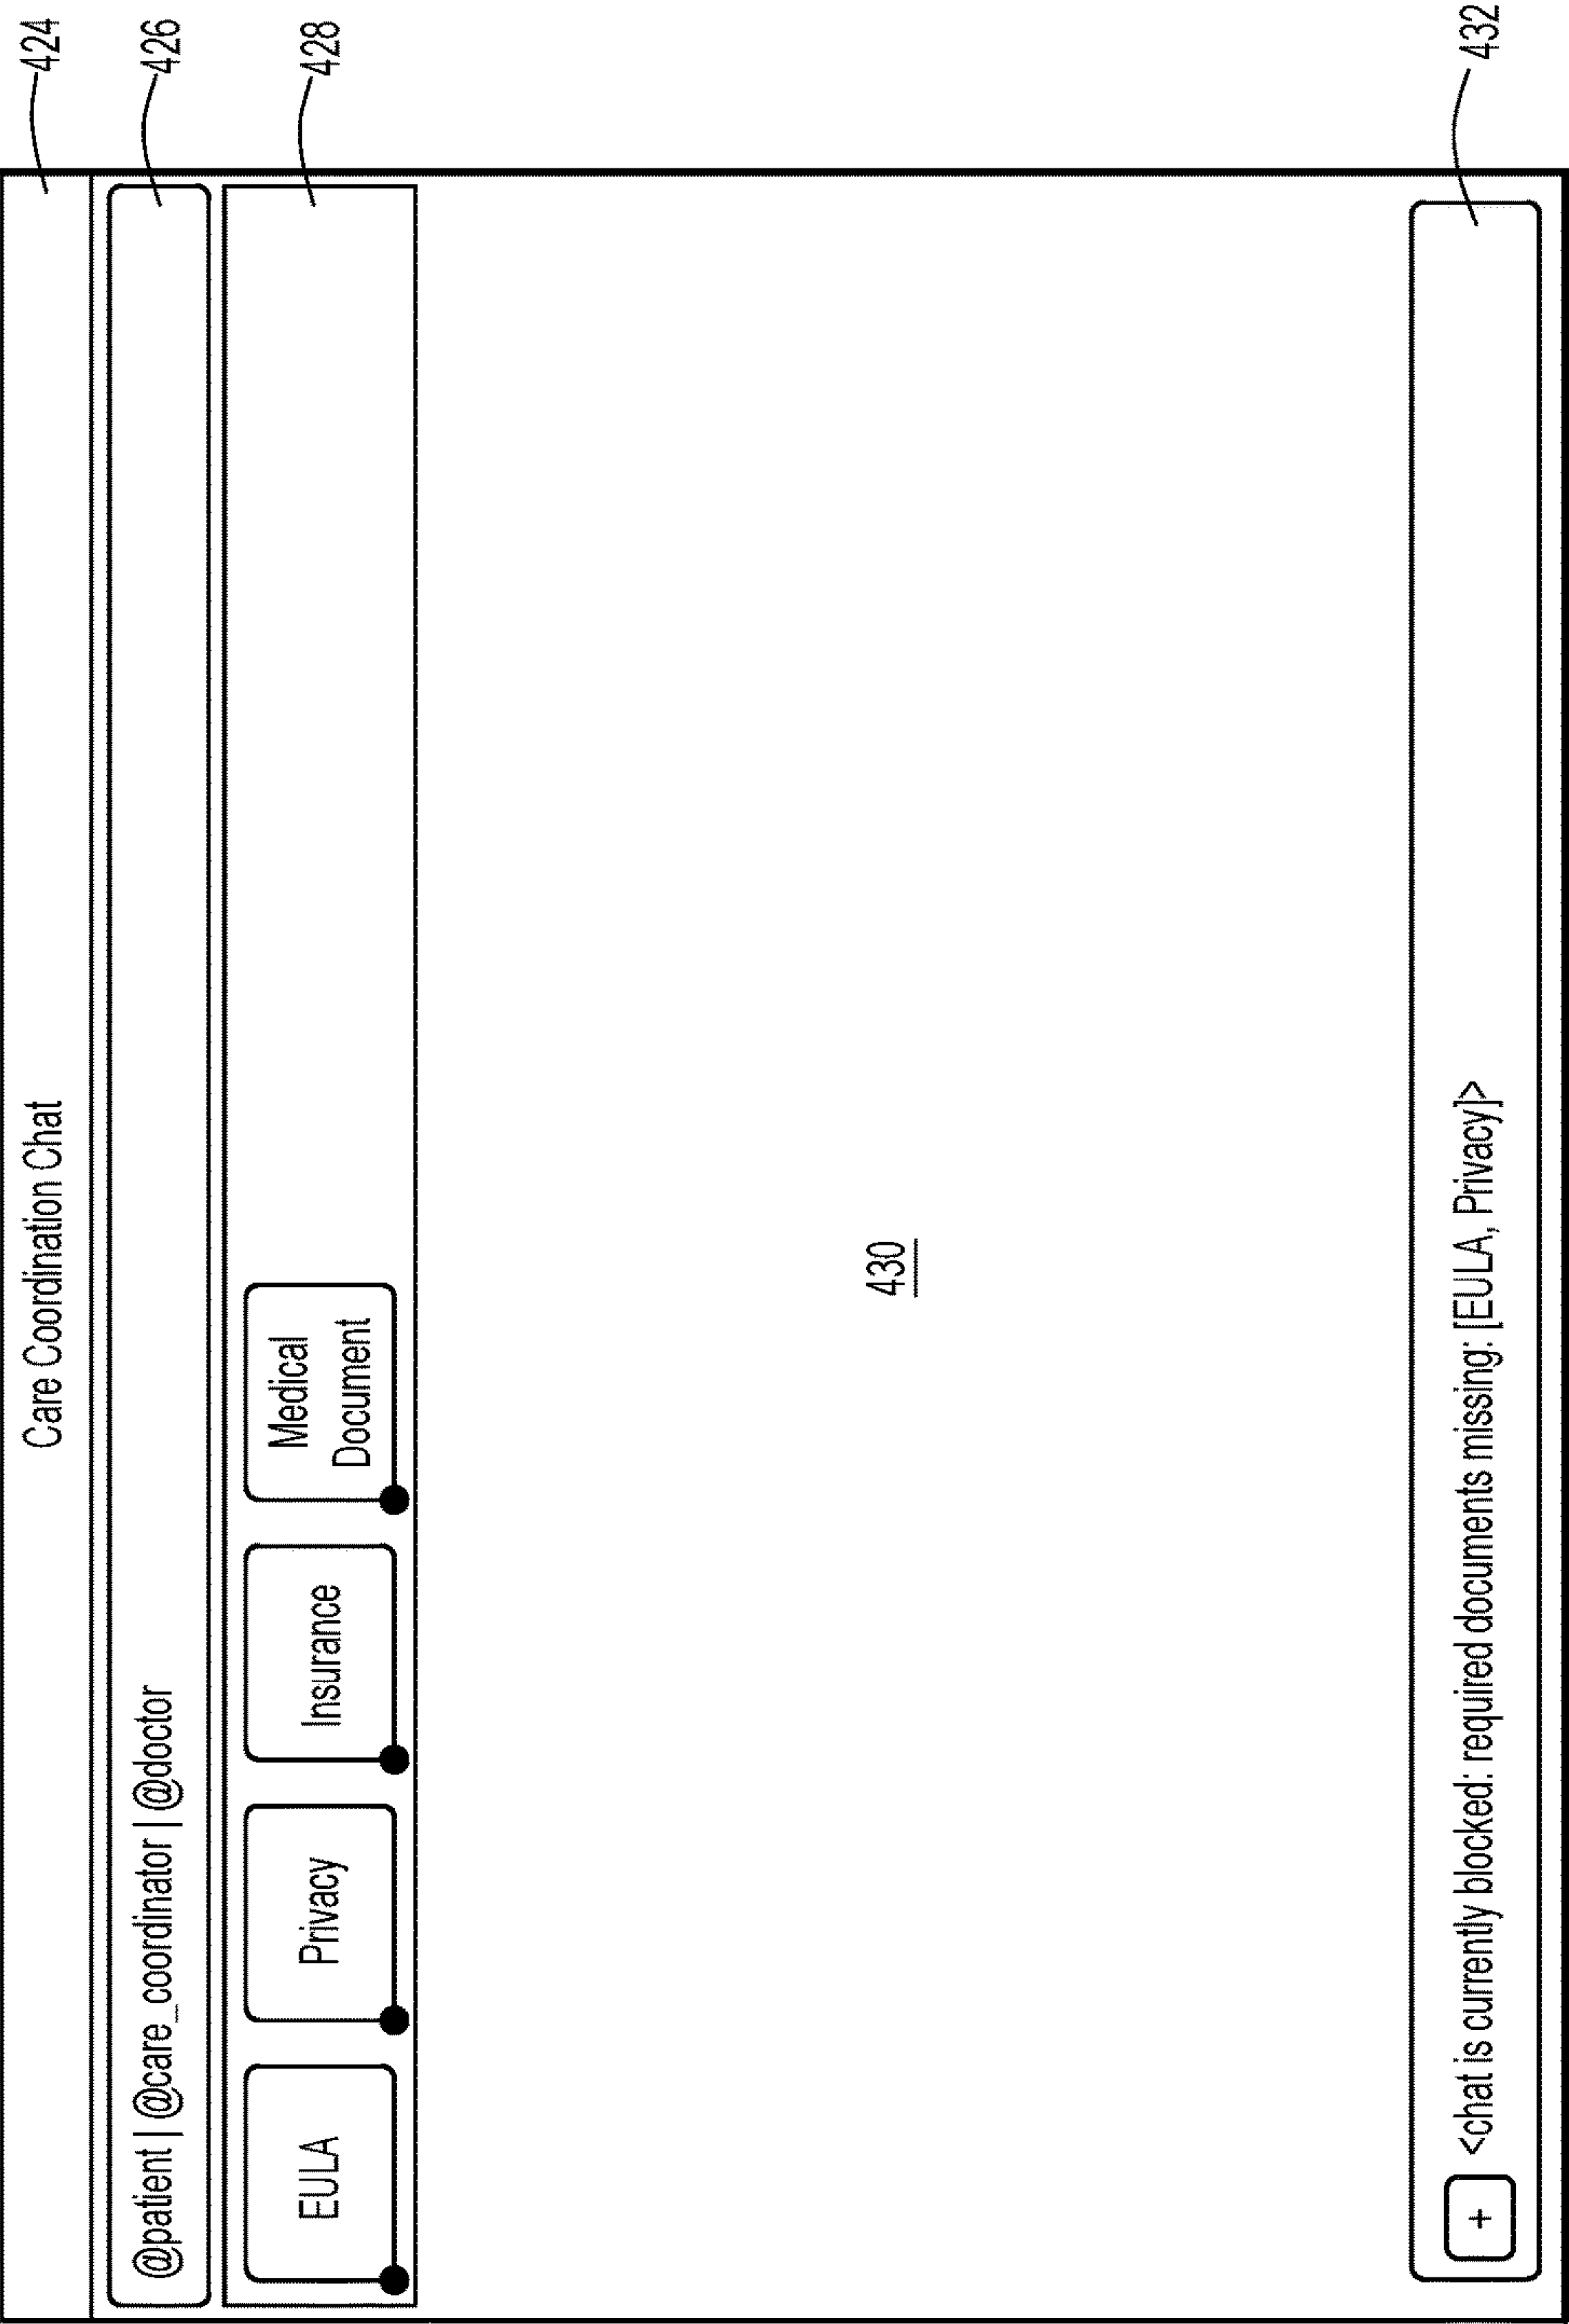 Care Coordination Chat
424
@patient | @care_coordinator | @doctor
426
EULA
Privacy
Insurance
Medical
Document
428
430
+
<chat is currently blocked: required documents missing: [EULA, Privacy]>
432